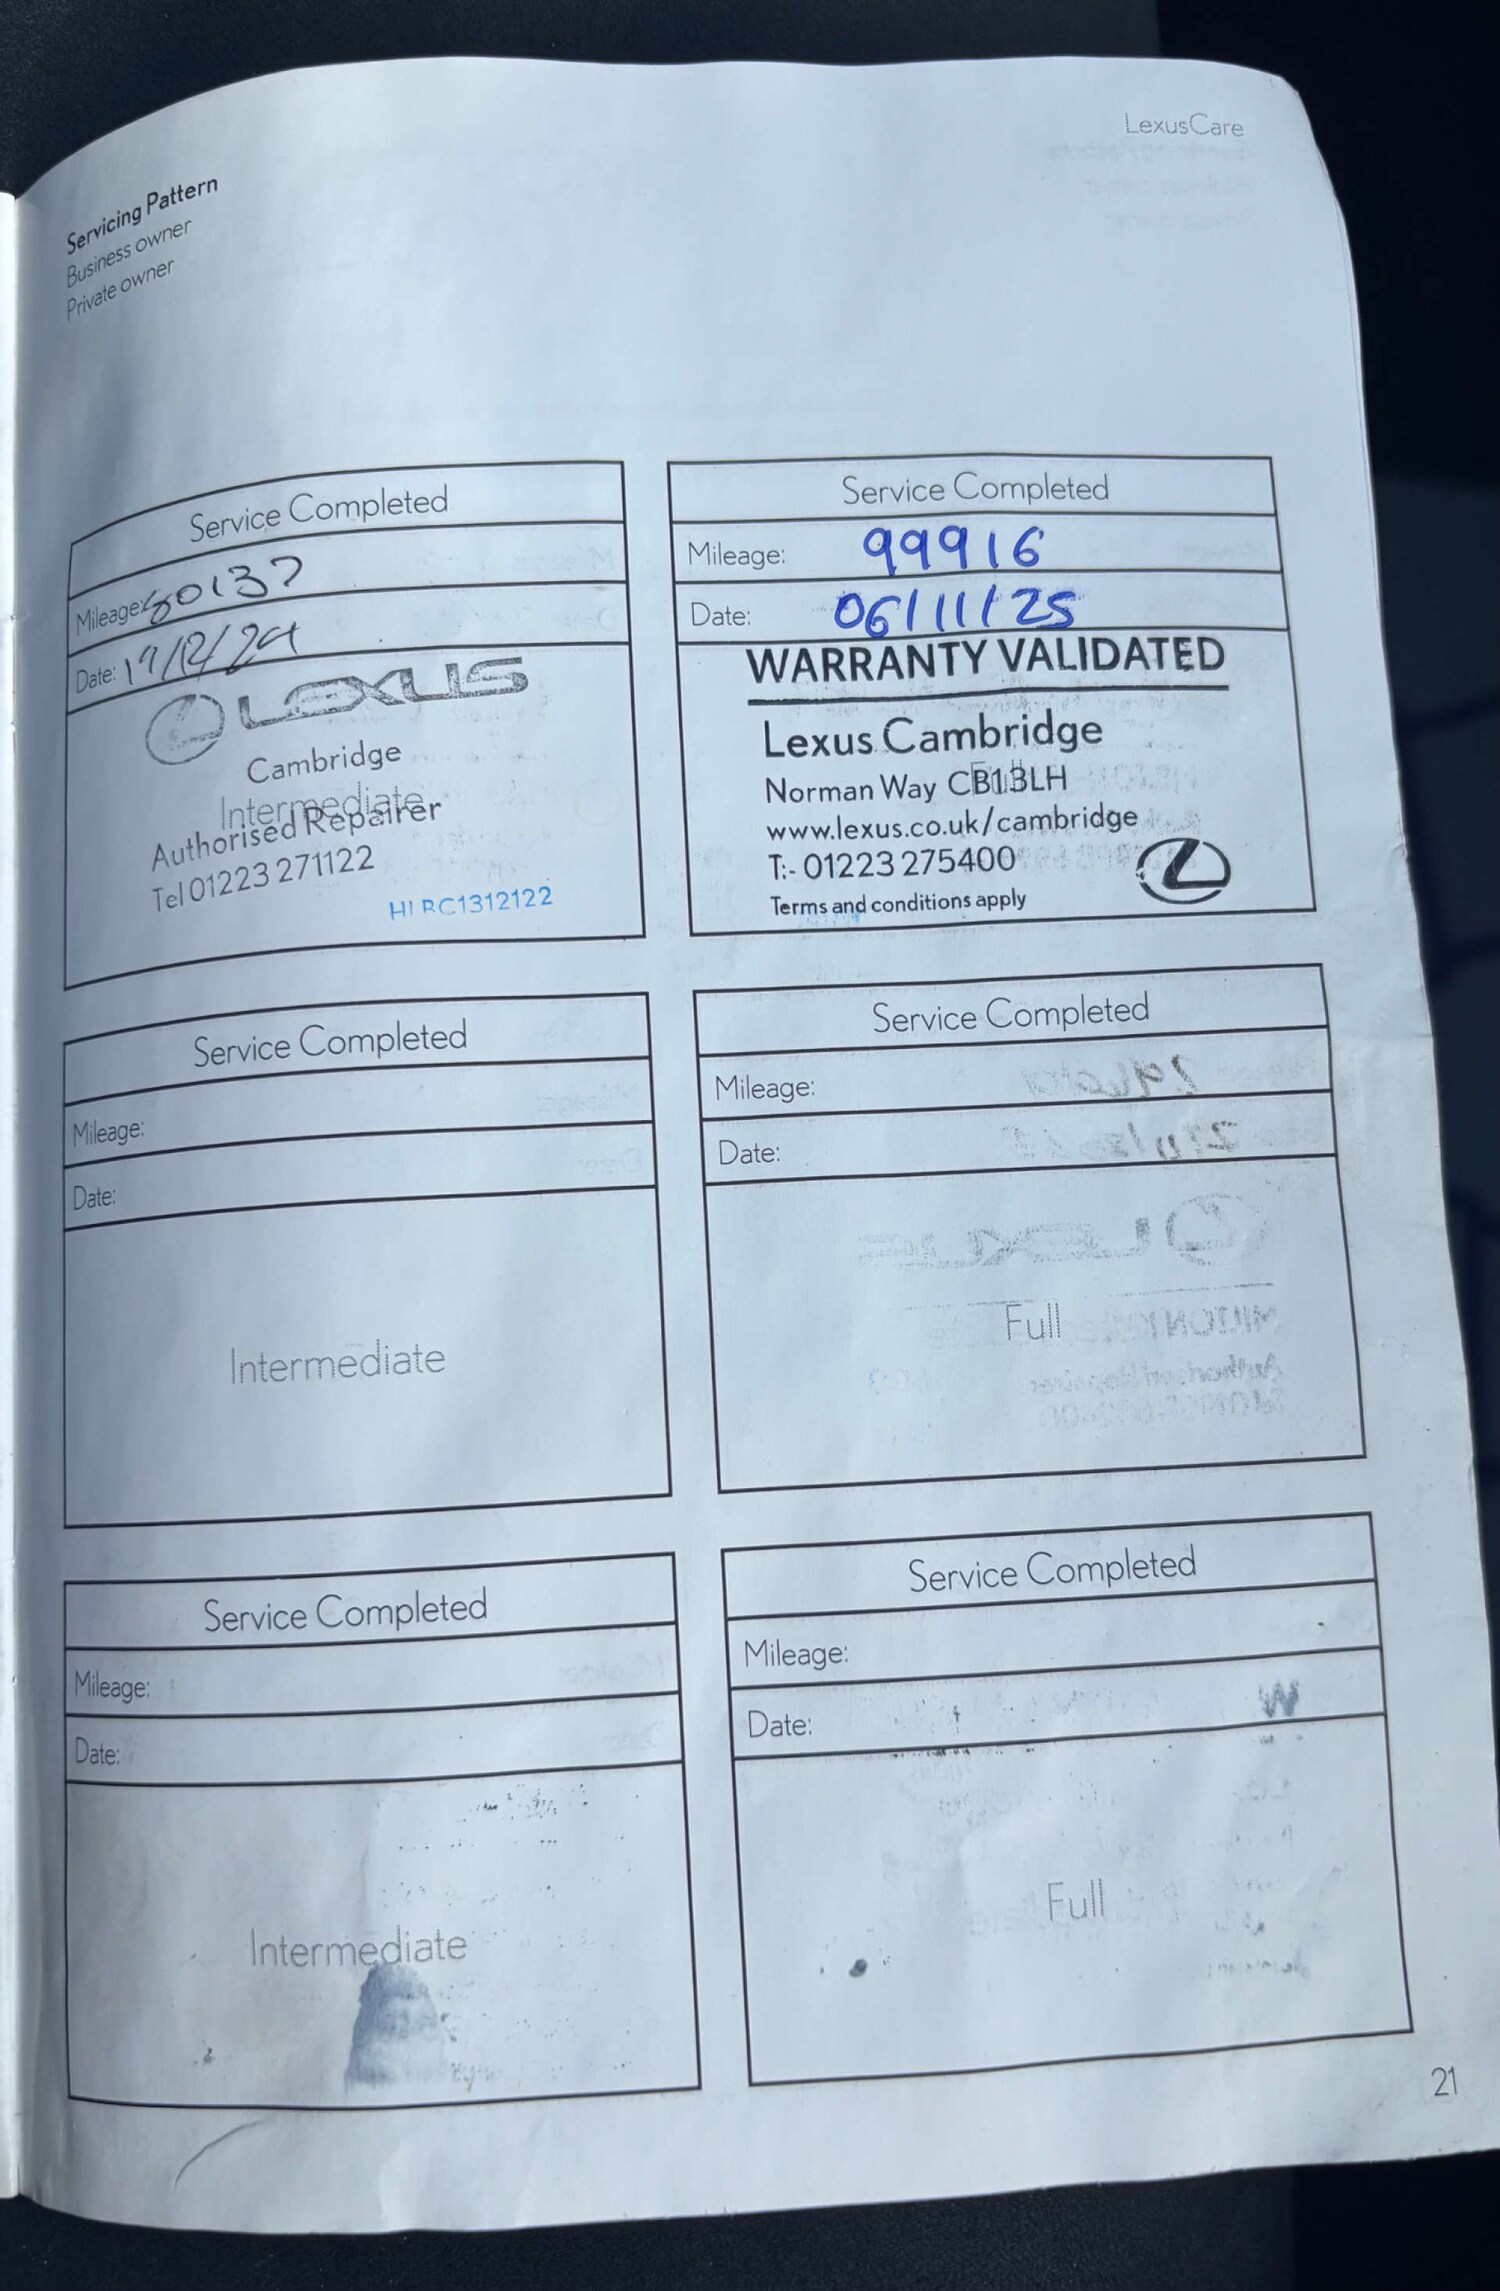 LexusCare
Servicing Pattern
Business owner
Private owner
Service Completed
Mileage: 80137
Date: 19/12/24
LEXUS
Cambridge
Intermediate
Authorised Repairer
Tel 01223 271122
Service Completed
Mileage: 99916
Date: 06/11/25
WARRANTY VALIDATED
Lexus Cambridge
Full
Norman Way CB13LH
www.lexus.co.uk/cambridge
T:- 01223 275400
Terms and conditions apply
Service Completed
Mileage:
Date:
Intermediate
Service Completed
Mileage:
Date:
Full
Service Completed
Mileage:
Date:
Intermediate
Service Completed
Mileage:
Date:
Full
21